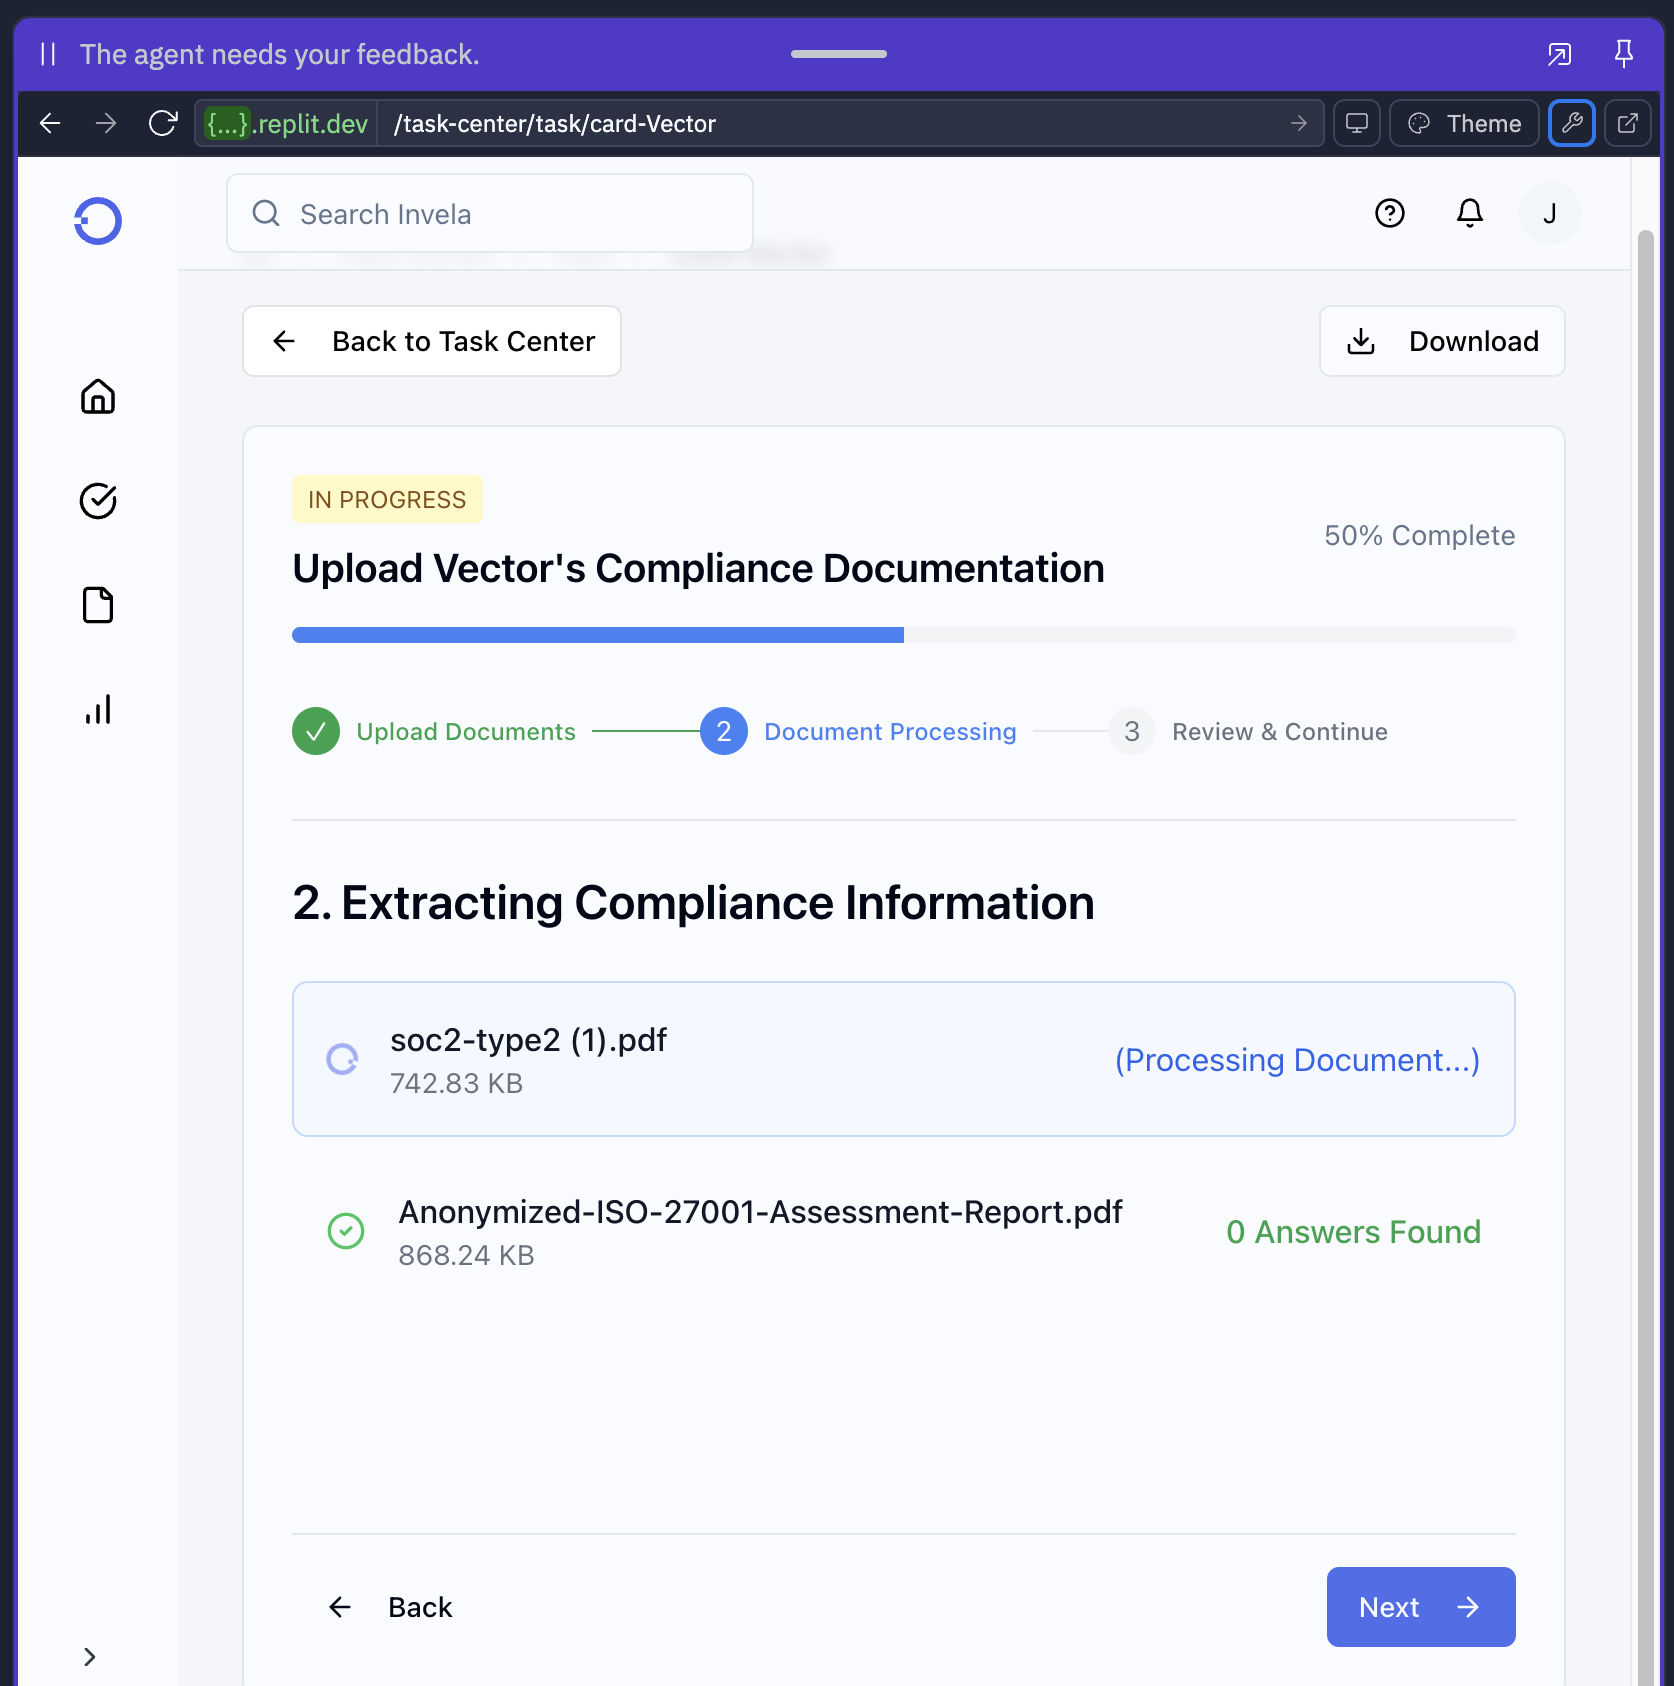 The agent needs your feedback.
{...}.replit.dev /task-center/task/card-Vector
Theme
Search Invela
J
Back to Task Center
Download
IN PROGRESS
50% Complete
Upload Vector's Compliance Documentation
Upload Documents
2 Document Processing
3 Review & Continue
2. Extracting Compliance Information
soc2-type2 (1).pdf
742.83 KB
(Processing Document...)
Anonymized-ISO-27001-Assessment-Report.pdf
868.24 KB
0 Answers Found
Back
Next